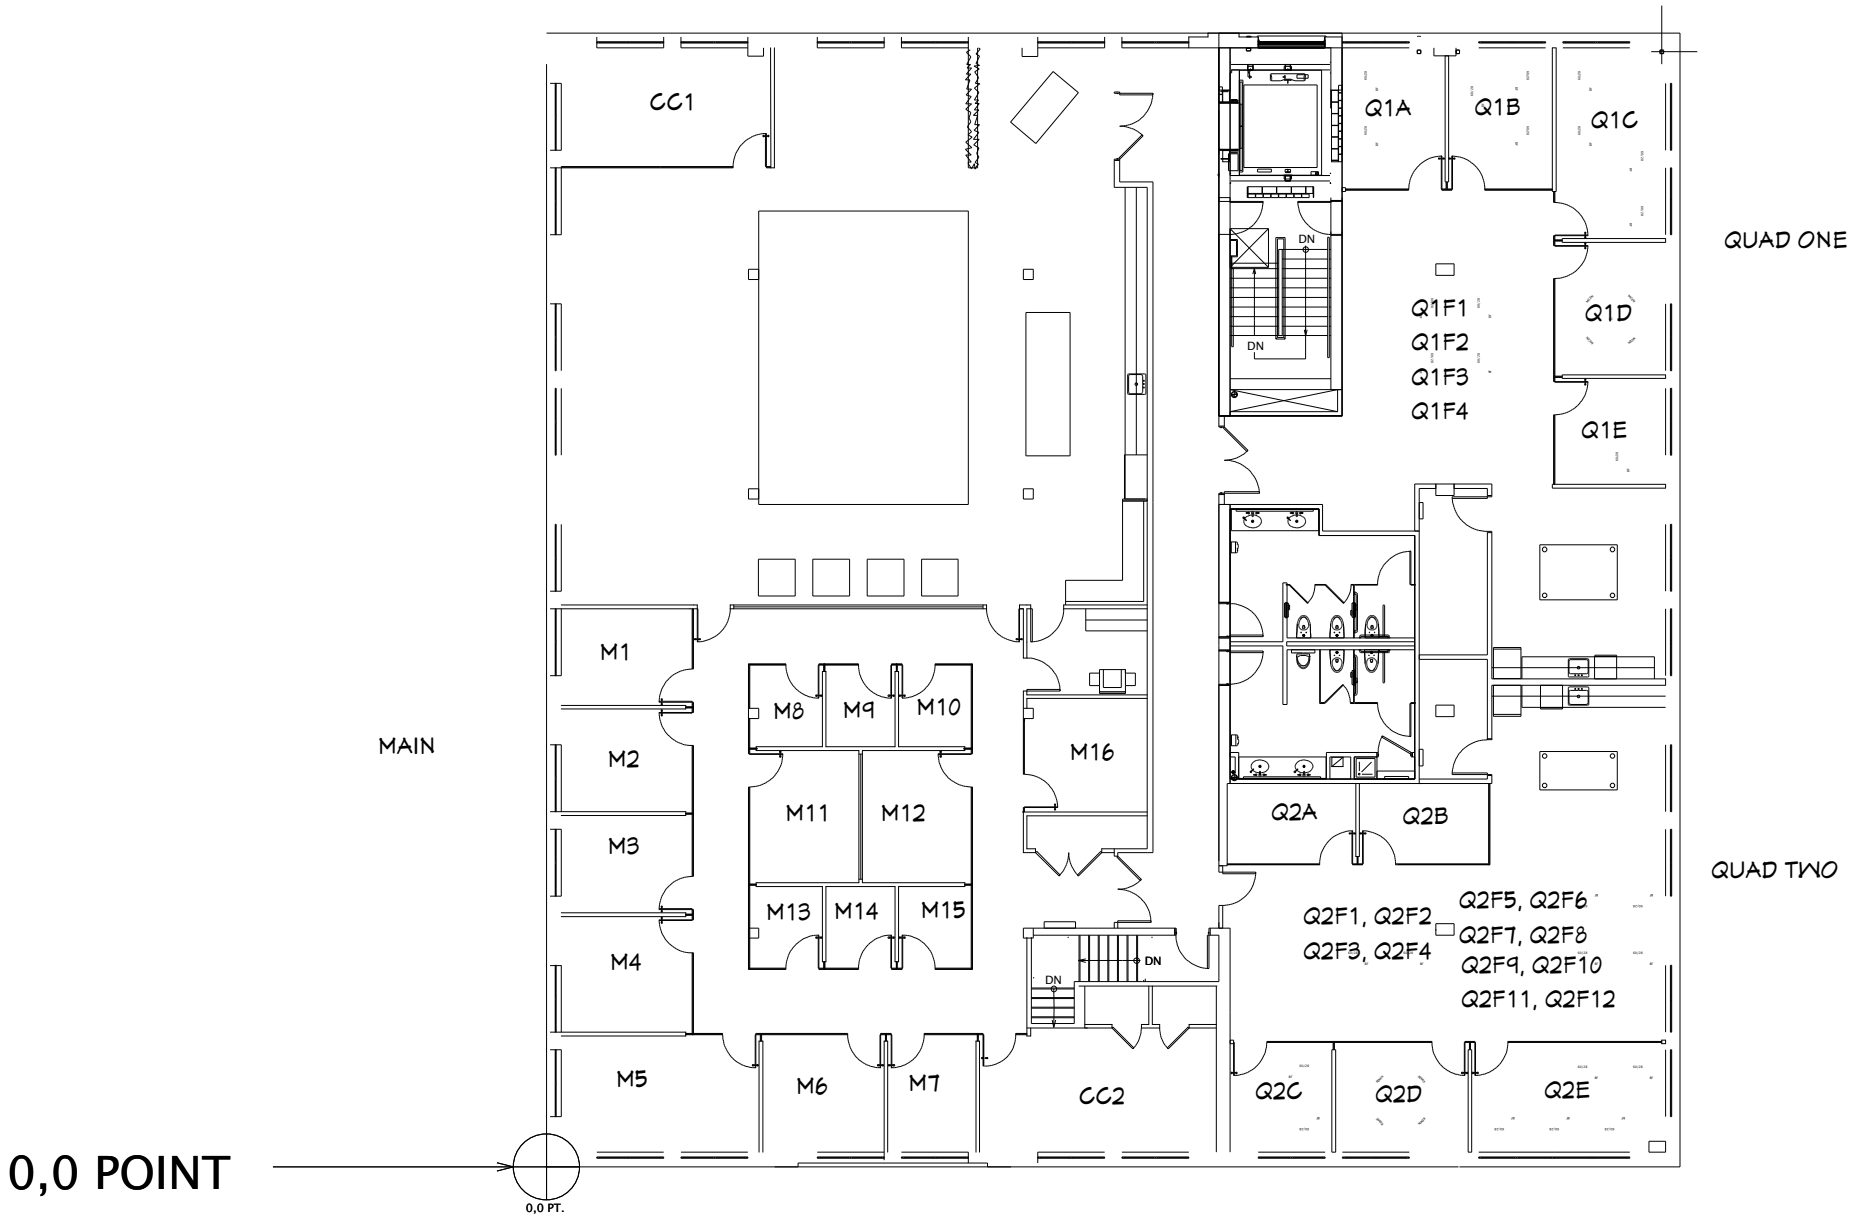 CC1
Q1A
Q1B
Q1C
QUAD ONE
DN
Q1F1
Q1D
Q1F2
DN
Q1F3
Q1F4
Q1E
M1
M8
M9
M10
MAIN
M2
M16
M11
M12
Q2A
Q2B
M3
QUAD TWO
M13
M14
M15
Q2F5, Q2F6
Q2F1, Q2F2
Q2F7, Q2F8
Q2F3, Q2F4
Q2F9, Q2F10
Q2F11, Q2F12
M4
DN
DN
M5
M6
M7
CC2
Q2C
Q2D
Q2E
0,0 POINT
0,0 PT.